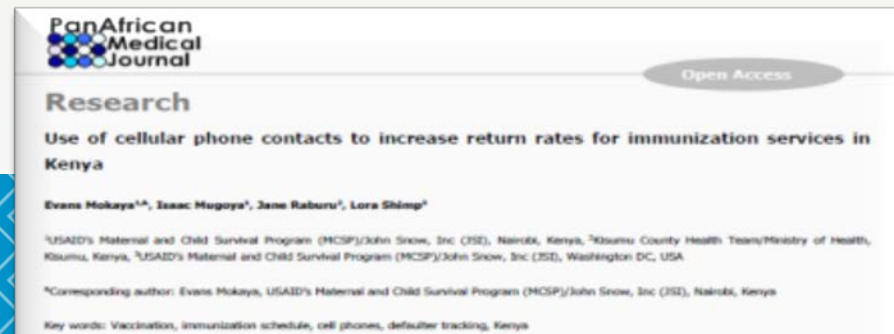 PanAfrican
Medical
Journal
Open Access
Research
Use of cellular phone contacts to increase return rates for immunization services in
Kenya
Evans Mokaya¹,&, Isaac Mugoya¹, Jane Raburu², Lora Shimp³
¹USAID's Maternal and Child Survival Program (MCSP)/John Snow, Inc (JSI), Nairobi, Kenya, ²Kisumu County Health Team/Ministry of Health,
Kisumu, Kenya, ³USAID's Maternal and Child Survival Program (MCSP)/John Snow, Inc (JSI), Washington DC, USA
&Corresponding author: Evans Mokaya, USAID's Maternal and Child Survival Program (MCSP)/John Snow, Inc (JSI), Nairobi, Kenya
Key words: Vaccination, immunization schedule, cell phones, defaulter tracking, Kenya